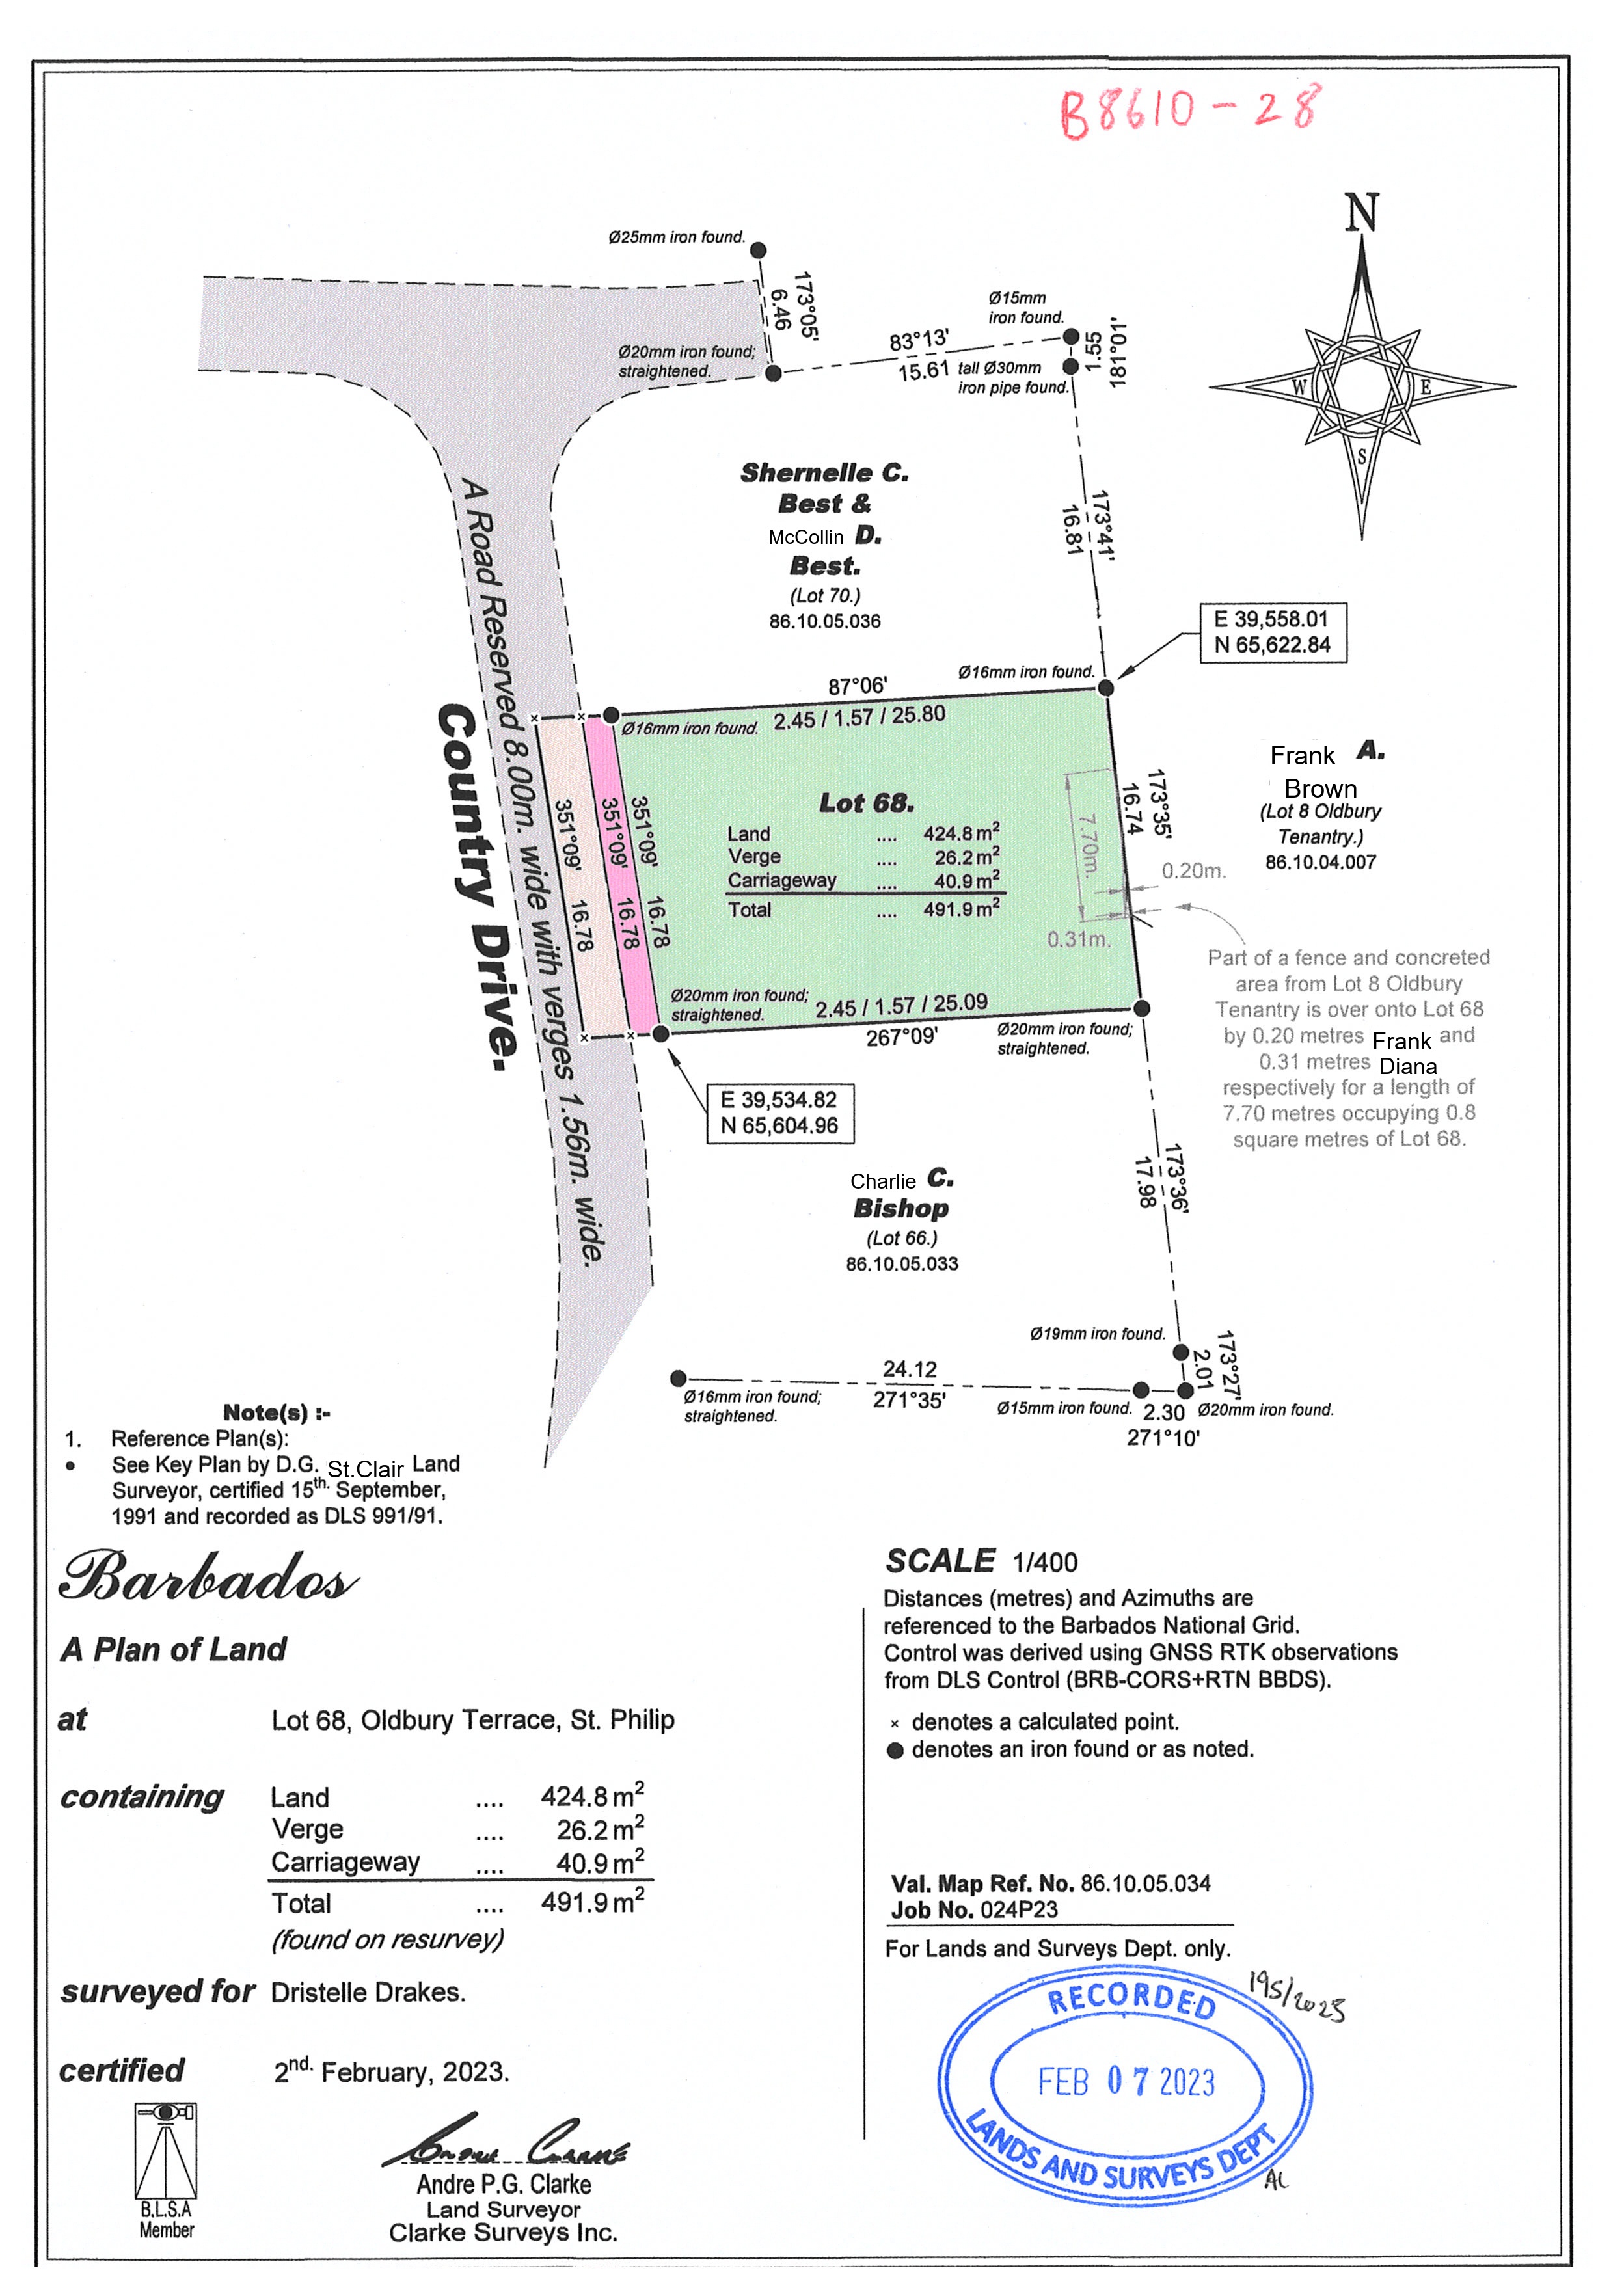 B8610-28
N
W
E
S
Ø25mm iron found.
173°05'
6.46
Ø20mm iron found;
straightened.
83°13'
15.61
Ø15mm
iron found.
tall Ø30mm
iron pipe found.
1.55
181°01'
Shernelle C.
Best &
McCollin D.
Best.
(Lot 70.)
86.10.05.036
173°41'
16.81
E 39,558.01
N 65,622.84
Ø16mm iron found.
87°06'
2.45 / 1.57 / 25.80
Ø16mm iron found.
A Road Reserved 8.00m. wide with verges 1.56m. wide.
Country Drive.
351°09' 16.78
351°09' 16.78
351°09' 16.78
Lot 68.
Land .... 424.8 m²
Verge .... 26.2 m²
Carriageway .... 40.9 m²
Total .... 491.9 m²
7.70m.
173°35'
16.74
0.20m.
0.31m.
Frank A.
Brown
(Lot 8 Oldbury
Tenantry.)
86.10.04.007
Part of a fence and concreted
area from Lot 8 Oldbury
Tenantry is over onto Lot 68
by 0.20 metres Frank and
0.31 metres Diana
respectively for a length of
7.70 metres occupying 0.8
square metres of Lot 68.
Ø20mm iron found;
straightened.
2.45 / 1.57 / 25.09
267°09'
Ø20mm iron found;
straightened.
E 39,534.82
N 65,604.96
Charlie C.
Bishop
(Lot 66.)
86.10.05.033
173°36'
17.98
Ø19mm iron found.
173°27'
2.01
24.12
271°35'
Ø16mm iron found;
straightened.
Ø15mm iron found.
2.30
271°10'
Ø20mm iron found.
Note(s) :-
1. Reference Plan(s):
• See Key Plan by D.G. St.Clair Land
Surveyor, certified 15th. September,
1991 and recorded as DLS 991/91.
Barbados
A Plan of Land
at Lot 68, Oldbury Terrace, St. Philip
containing Land .... 424.8 m²
Verge .... 26.2 m²
Carriageway .... 40.9 m²
Total .... 491.9 m²
(found on resurvey)
surveyed for Dristelle Drakes.
certified 2nd. February, 2023.
B.L.S.A
Member
Andre P.G. Clarke
Land Surveyor
Clarke Surveys Inc.
SCALE 1/400
Distances (metres) and Azimuths are
referenced to the Barbados National Grid.
Control was derived using GNSS RTK observations
from DLS Control (BRB-CORS+RTN BBDS).
× denotes a calculated point.
● denotes an iron found or as noted.
Val. Map Ref. No. 86.10.05.034
Job No. 024P23
For Lands and Surveys Dept. only.
195/2023
RECORDED
FEB 07 2023
LANDS AND SURVEYS DEPT
AC